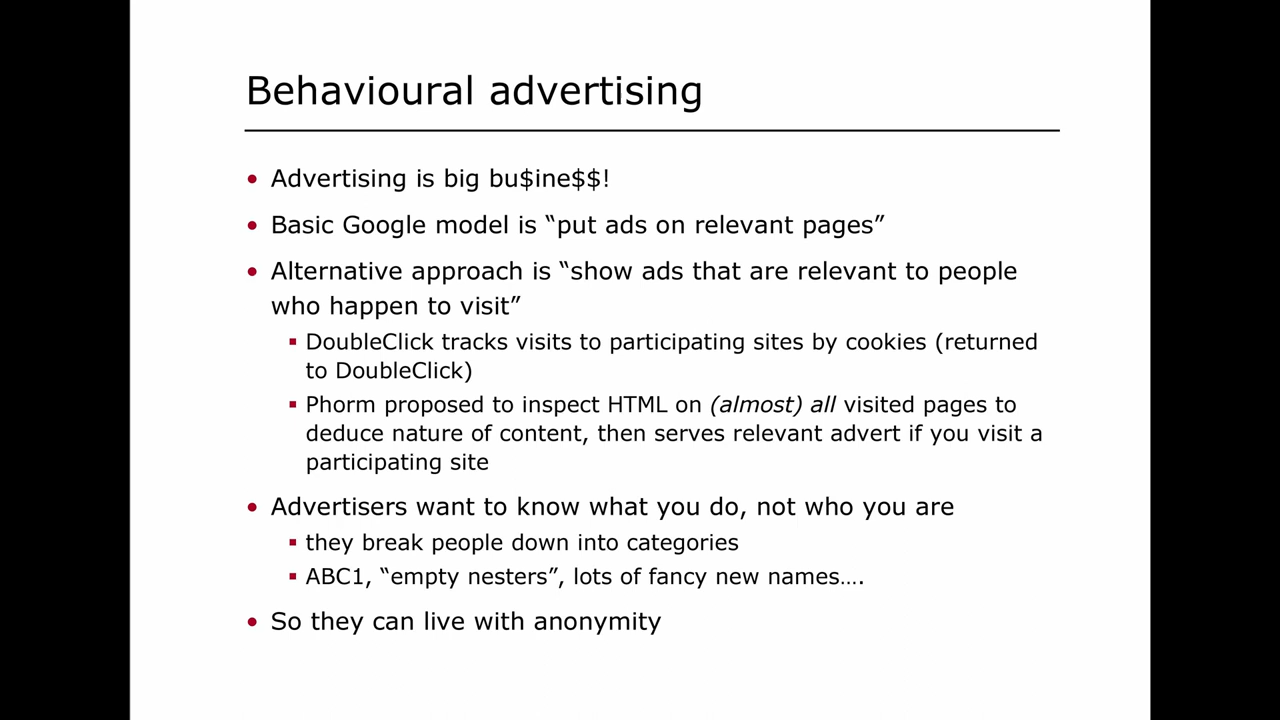 Behavioural advertising
• Advertising is big bu$ine$$!
• Basic Google model is “put ads on relevant pages”
• Alternative approach is “show ads that are relevant to people
who happen to visit”
▪ DoubleClick tracks visits to participating sites by cookies (returned
to DoubleClick)
▪ Phorm proposed to inspect HTML on (almost) all visited pages to
deduce nature of content, then serves relevant advert if you visit a
participating site
• Advertisers want to know what you do, not who you are
▪ they break people down into categories
▪ ABC1, “empty nesters”, lots of fancy new names….
• So they can live with anonymity